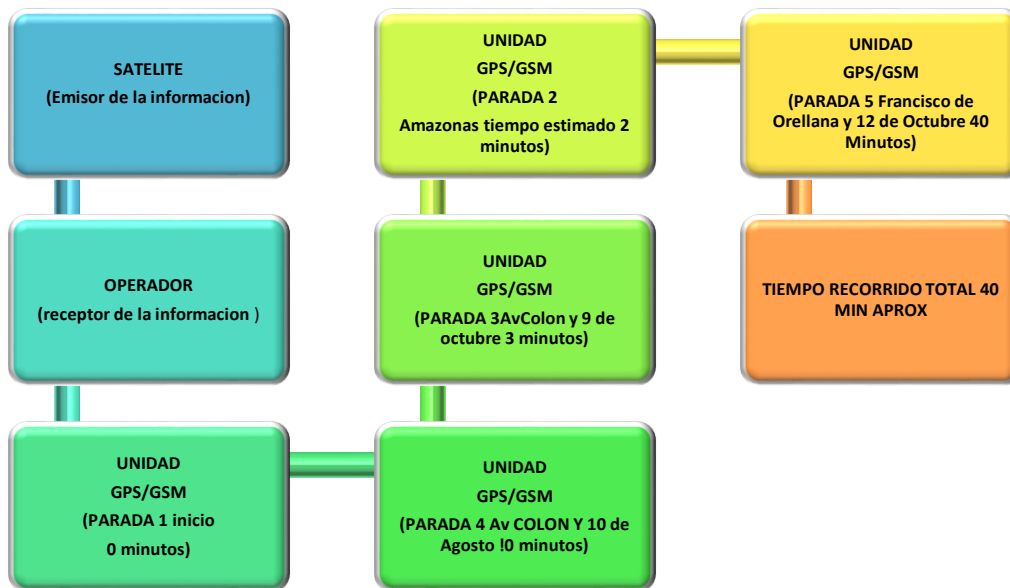 SATELITE
(Emisor de la informacion)
OPERADOR
(receptor de la informacion )
UNIDAD
GPS/GSM
(PARADA 1 inicio
0 minutos)
UNIDAD
GPS/GSM
(PARADA 4 Av COLON Y 10 de
Agosto !0 minutos)
UNIDAD
GPS/GSM
(PARADA 3AvColon y 9 de
octubre 3 minutos)
UNIDAD
GPS/GSM
(PARADA 2
Amazonas tiempo estimado 2
minutos)
UNIDAD
GPS/GSM
(PARADA 5 Francisco de
Orellana y 12 de Octubre 40
Minutos)
TIEMPO RECORRIDO TOTAL 40
MIN APROX